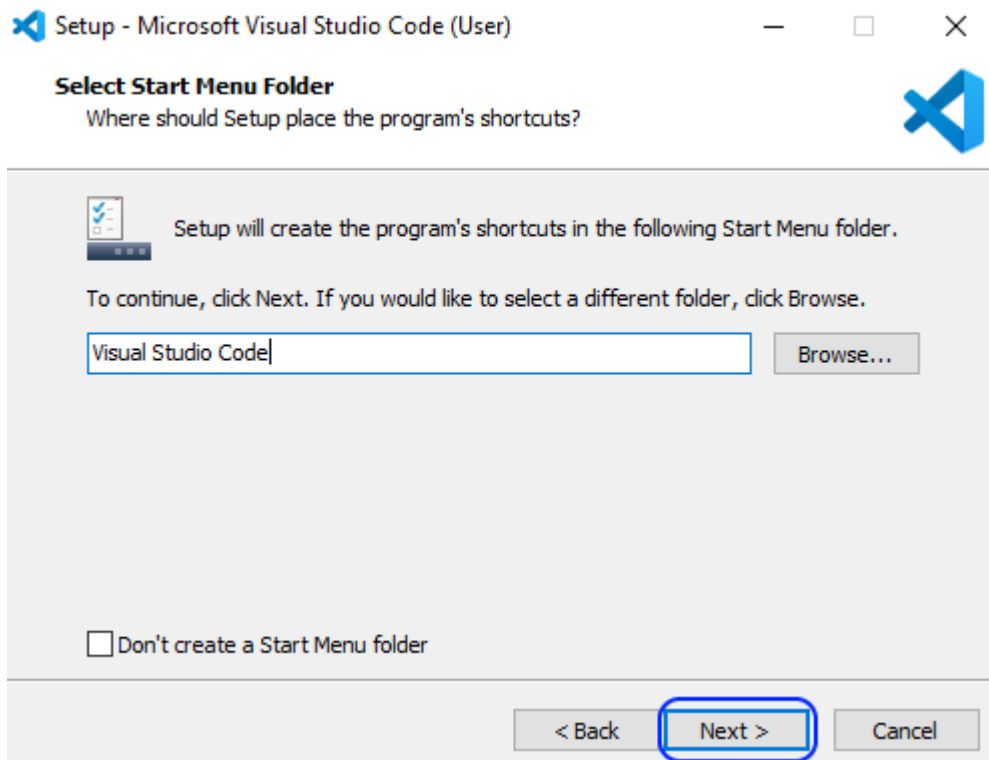 Setup - Microsoft Visual Studio Code (User)
Select Start Menu Folder
Where should Setup place the program's shortcuts?
Setup will create the program's shortcuts in the following Start Menu folder.
To continue, click Next. If you would like to select a different folder, click Browse.
Visual Studio Code
Browse...
Don't create a Start Menu folder
< Back
Next >
Cancel